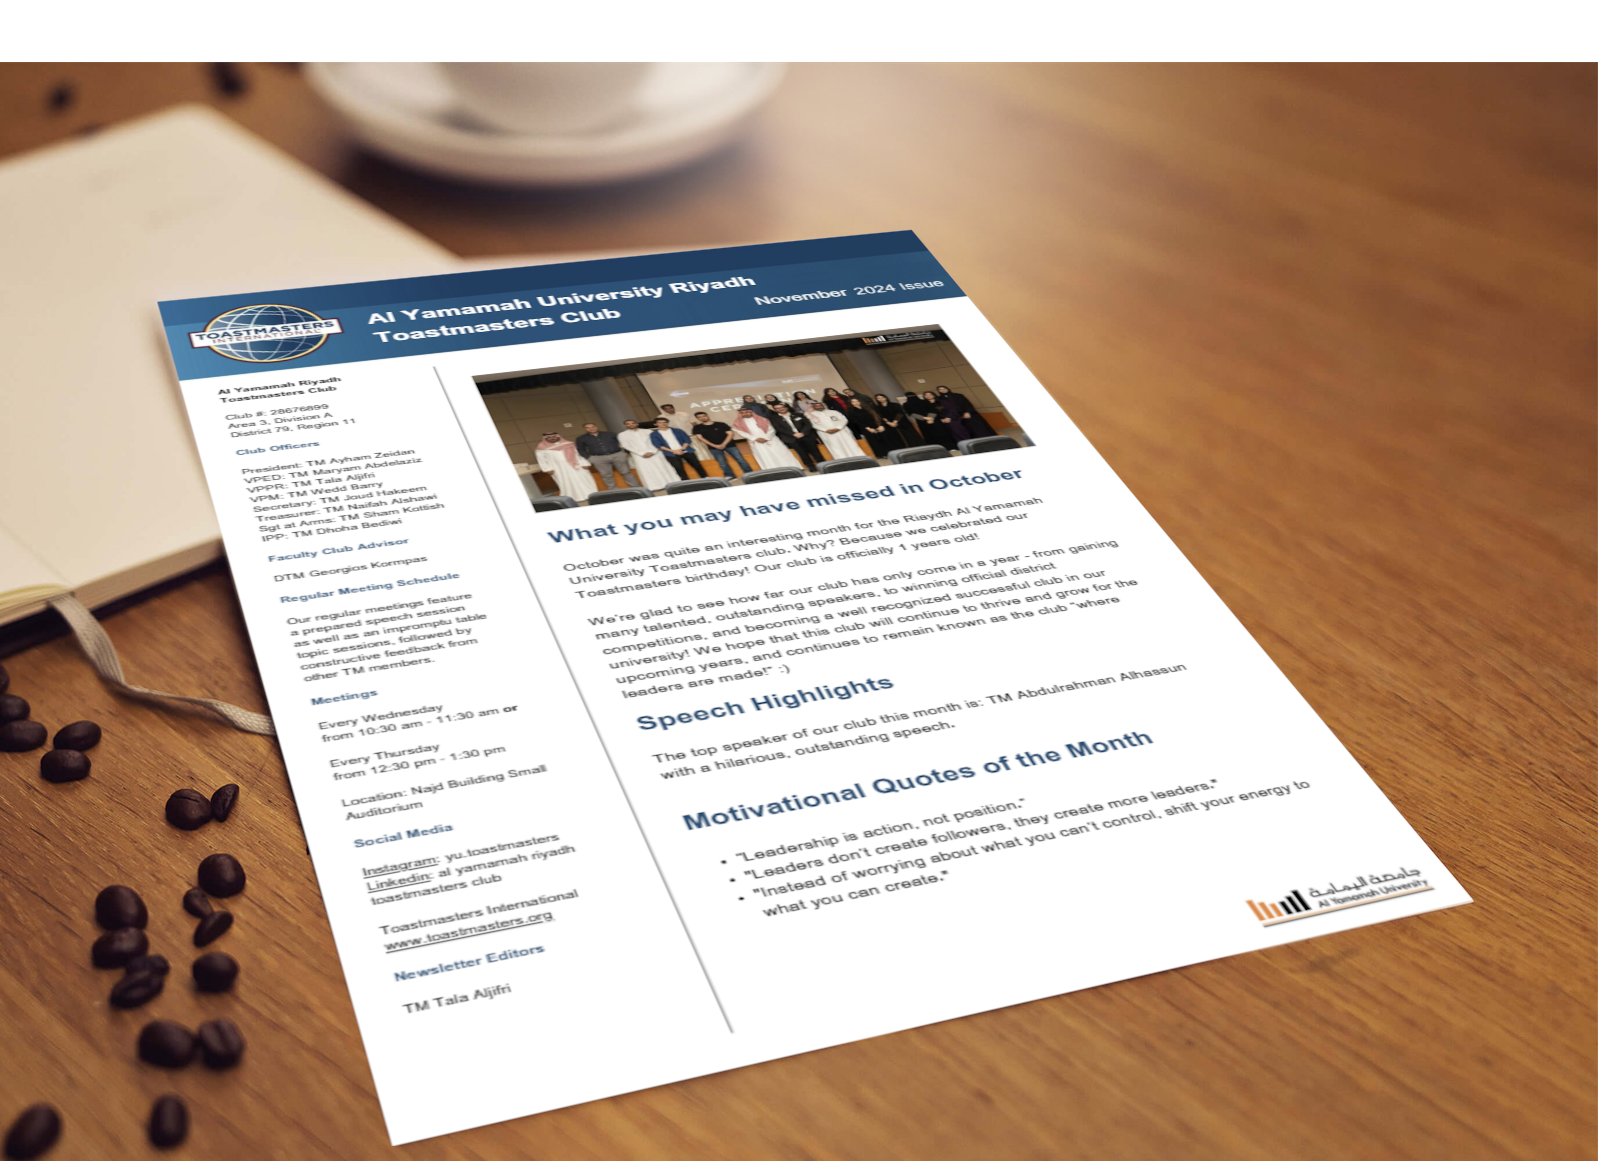 Al Yamamah University Riyadh
Toastmasters Club
November 2024 Issue
TOASTMASTERS
INTERNATIONAL
Al Yamamah Riyadh
Toastmasters Club
Club #: 28676899
Area 3, Division A
District 79, Region 11
Club Officers
President: TM Ayham Zeidan
VPED: TM Maryam Abdelaziz
VPPR: TM Tala Aljifri
VPM: TM Wedd Barry
Secretary: TM Joud Hakeem
Treasurer: TM Naifah Alshawi
Sgt at Arms: TM Sham Kottish
IPP: TM Dhoha Bediwi
Faculty Club Advisor
DTM Georgios Kormpas
Regular Meeting Schedule
Our regular meetings feature
a prepared speech session
as well as an impromptu table
topic sessions, followed by
constructive feedback from
other TM members.
Meetings
Every Wednesday
from 10:30 am - 11:30 am or
Every Thursday
from 12:30 pm - 1:30 pm
Location: Najd Building Small
Auditorium
Social Media
Instagram: yu.toastmasters
Linkedin: al yamamah riyadh
toastmasters club
Toastmasters International
www.toastmasters.org
Newsletter Editors
TM Tala Aljifri
APPRECIATION
What you may have missed in October
October was quite an interesting month for the Riaydh Al Yamamah
University Toastmasters club. Why? Because we celebrated our
Toastmasters birthday! Our club is officially 1 years old!
We're glad to see how far our club has only come in a year - from gaining
many talented, outstanding speakers, to winning official district
competitions, and becoming a well recognized successful club in our
university! We hope that this club will continue to thrive and grow for the
upcoming years, and continues to remain known as the club "where
leaders are made!" :)
Speech Highlights
The top speaker of our club this month is: TM Abdulrahman Alhassun
with a hilarious, outstanding speech.
Motivational Quotes of the Month
• "Leadership is action, not position."
• "Leaders don't create followers, they create more leaders."
• "Instead of worrying about what you can't control, shift your energy to
what you can create."
جامعة اليمامة
Al Yamamah University